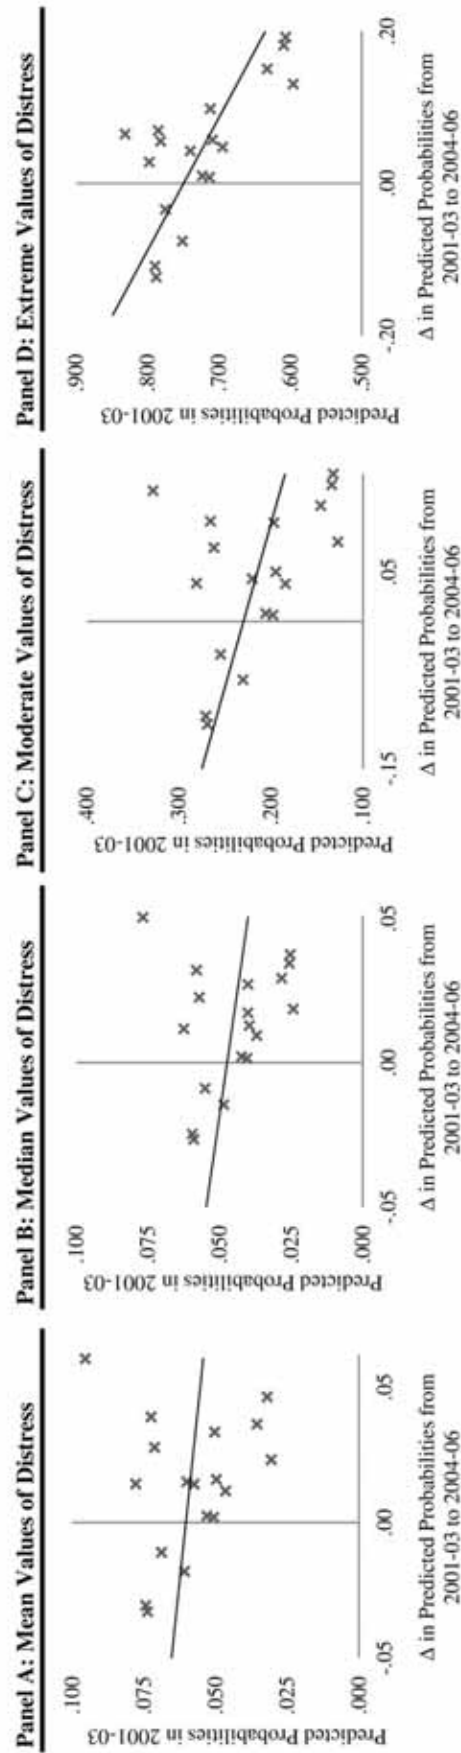 Panel A: Mean Values of Distress
Predicted Probabilities in 2001-03
.100
.075
.050
.025
.000
-.05
.00
.05
Δ in Predicted Probabilities from
2001-03 to 2004-06
Panel B: Median Values of Distress
Predicted Probabilities in 2001-03
.100
.075
.050
.025
.000
-.05
.00
.05
Δ in Predicted Probabilities from
2001-03 to 2004-06
Panel C: Moderate Values of Distress
Predicted Probabilities in 2001-03
.400
.300
.200
.100
-.15
.05
Δ in Predicted Probabilities from
2001-03 to 2004-06
Panel D: Extreme Values of Distress
Predicted Probabilities in 2001-03
.900
.800
.700
.600
.500
-.20
.00
.20
Δ in Predicted Probabilities from
2001-03 to 2004-06